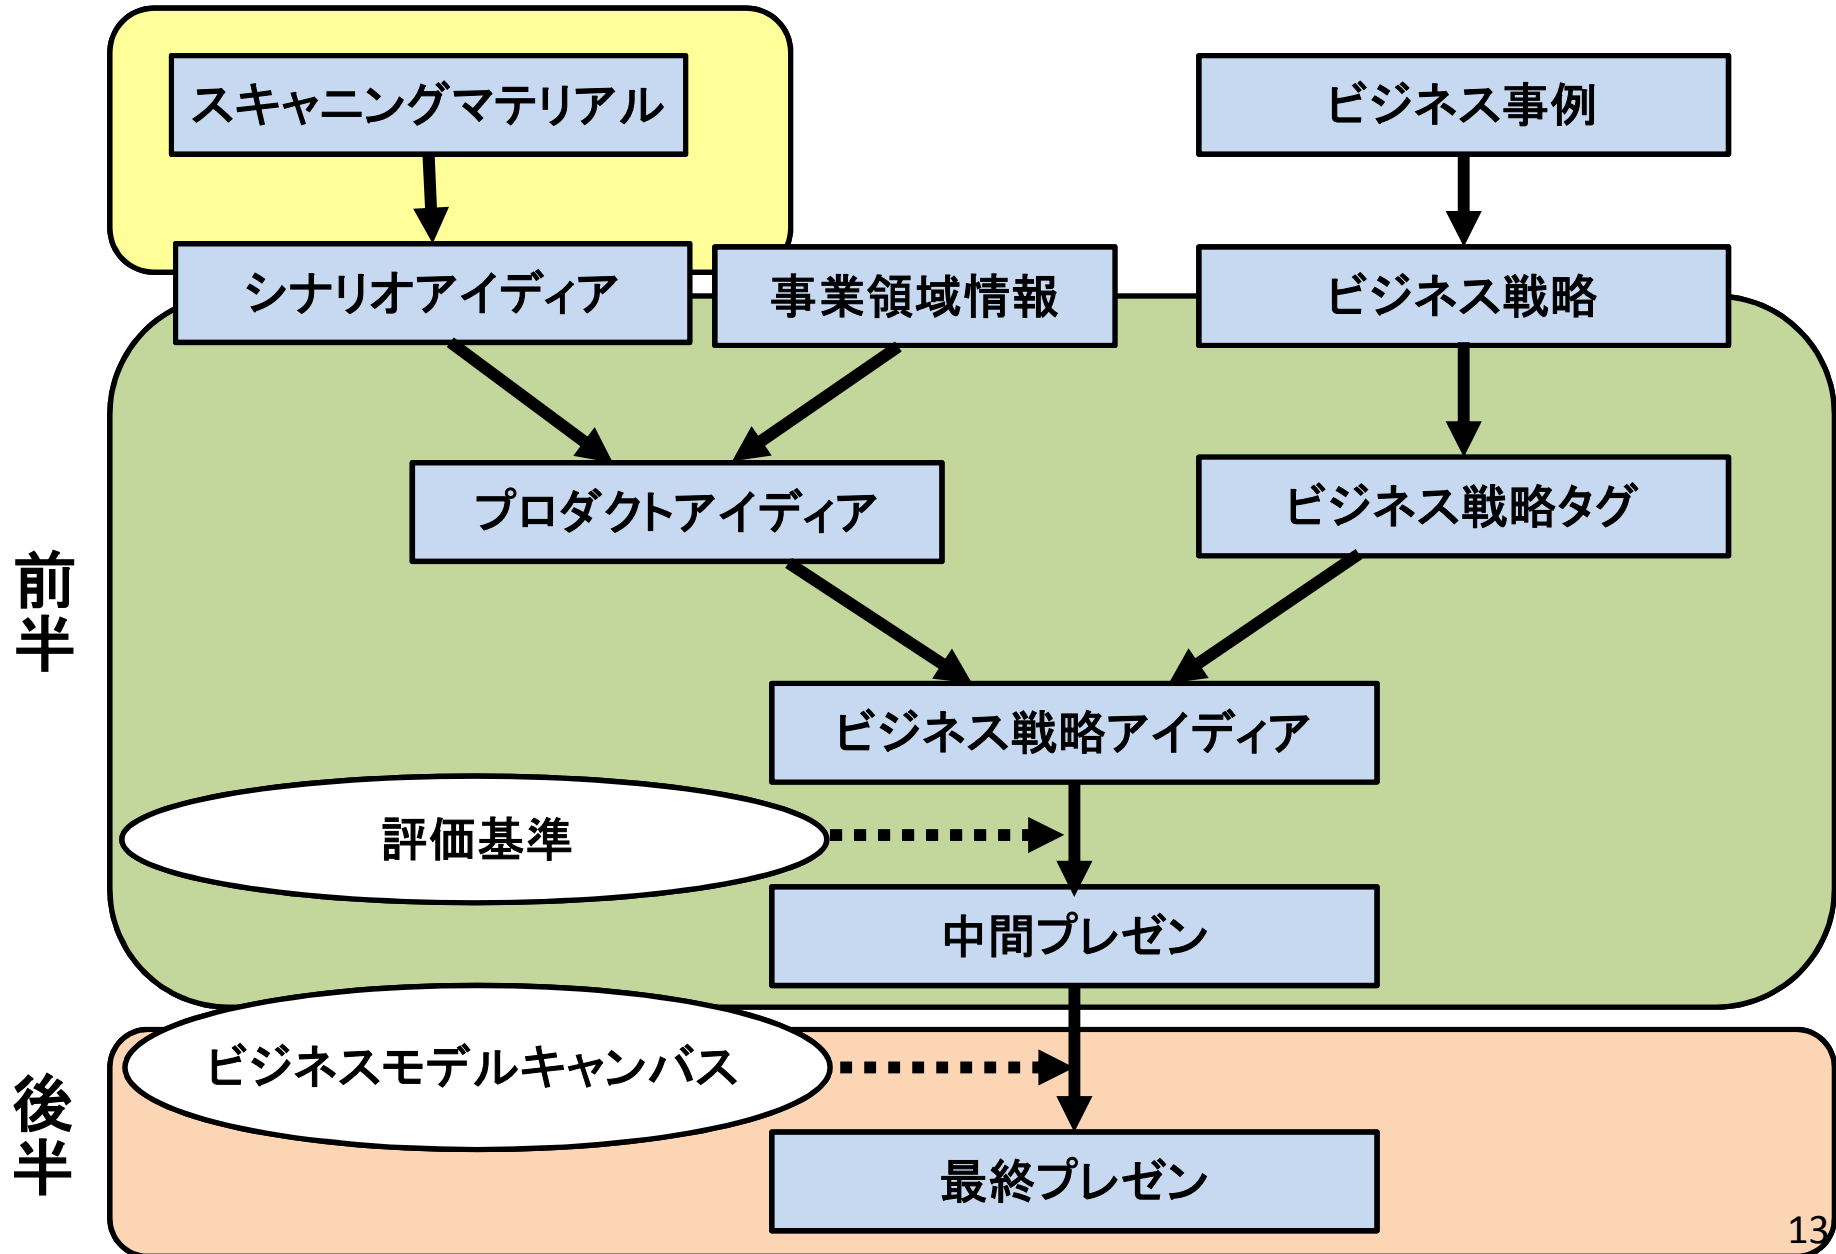 スキャニングマテリアル
ビジネス事例
シナリオアイディア
事業領域情報
ビジネス戦略
プロダクトアイディア
ビジネス戦略タグ
前半
ビジネス戦略アイディア
評価基準
中間プレゼン
後半
ビジネスモデルキャンバス
最終プレゼン
13